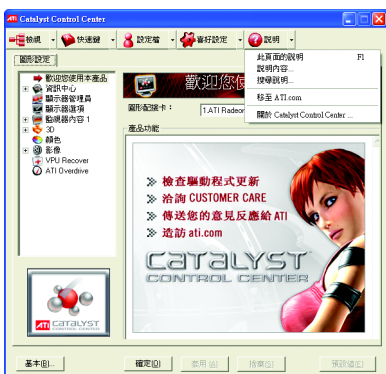 Catalyst Control Center
檢視 快速鍵 設定檔 喜好設定 說明
此頁面的說明 F1
說明內容...
搜尋說明...
移至 ATI.com
關於 Catalyst Control Center ...
圖形設定
歡迎您使用本產品
資訊中心
顯示器管理員
顯示器選項
監視器內容 1
3D
顏色
影像
VPU Recover
ATI Overdrive
歡迎您使
圖形配接卡：
1.ATI Radeon
產品功能
檢查驅動程式更新
洽詢 CUSTOMER CARE
傳送您的意見反應給 ATI
造訪 ati.com
CATALYST
CONTROL CENTER
ATI CATALYST
CONTROL CENTER
基本(B)...
確定(O)
套用(A)
捨棄(S)
預設值(E)